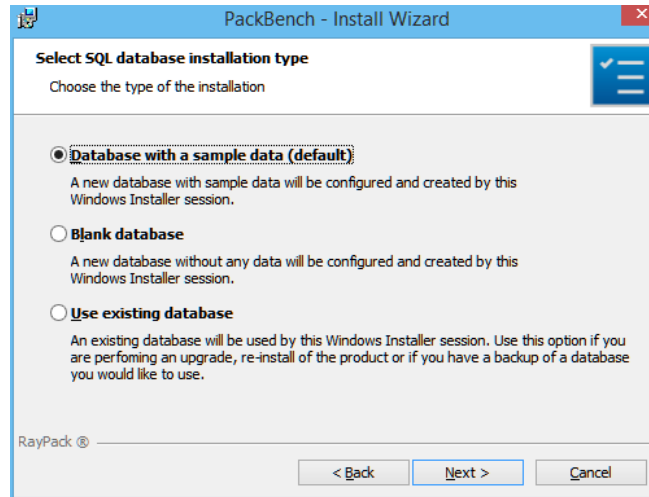 PackBench - Install Wizard
Select SQL database installation type
Choose the type of the installation
Database with a sample data (default)
A new database with sample data will be configured and created by this
Windows Installer session.
Blank database
A new database without any data will be configured and created by this
Windows Installer session.
Use existing database
An existing database will be used by this Windows Installer session. Use this option if you
are perfoming an upgrade, re-install of the product or if you have a backup of a database
you would like to use.
RayPack ®
< Back Next > Cancel